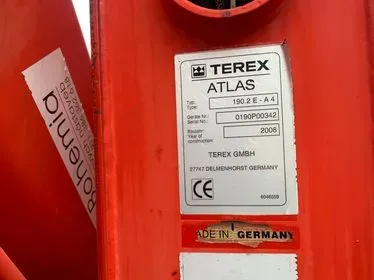 TEREX
ATLAS
Typ:
Type: 190.2 E - A 4
Geräte Nr.:
Serial No.: 0190P00342
Baujahr:
Year of
construction: 2006
TEREX GMBH
27747 DELMENHORST GERMANY
CE
6046559
ADE IN GERMANY
Bohemia